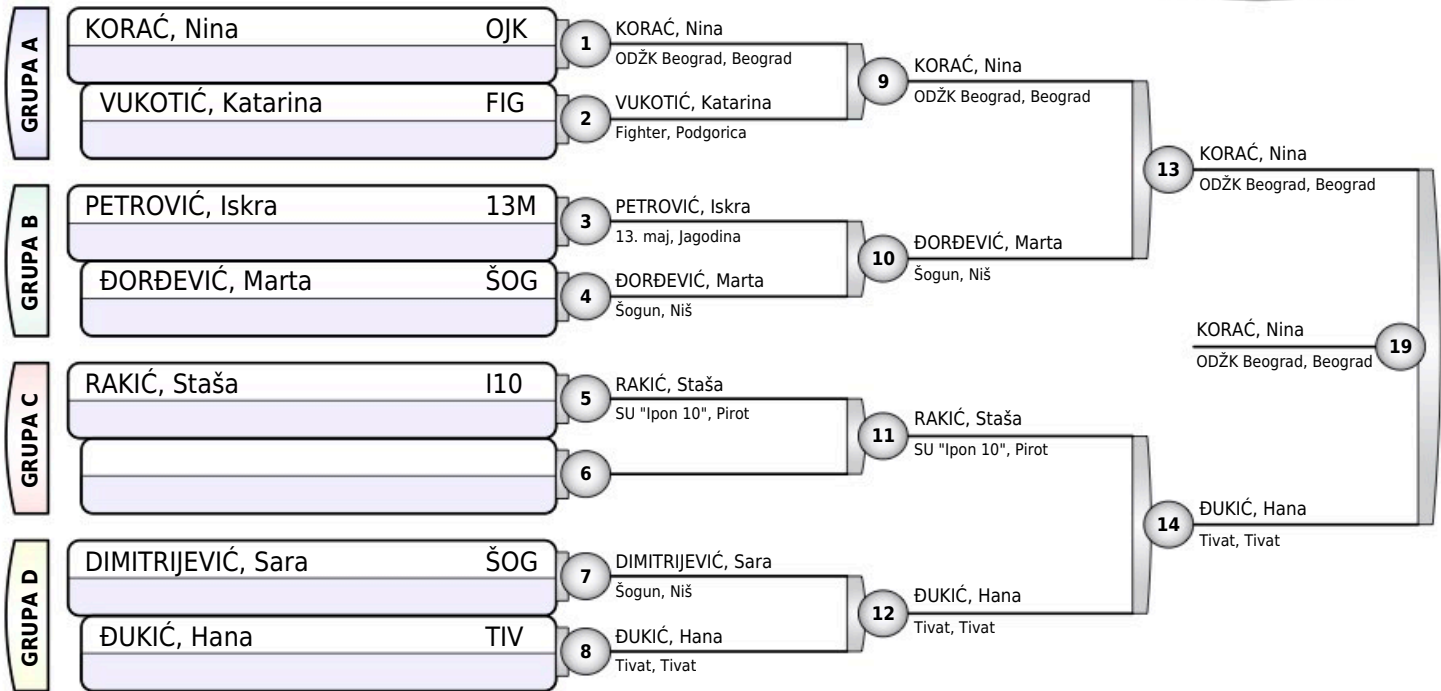 GRUPA A
KORAĆ, Nina OJK
VUKOTIĆ, Katarina FIG
GRUPA B
PETROVIĆ, Iskra 13M
ĐORĐEVIĆ, Marta ŠOG
GRUPA C
RAKIĆ, Staša I10
GRUPA D
DIMITRIJEVIĆ, Sara ŠOG
ĐUKIĆ, Hana TIV
1
KORAĆ, Nina
ODŽK Beograd, Beograd
2
VUKOTIĆ, Katarina
Fighter, Podgorica
3
PETROVIĆ, Iskra
13. maj, Jagodina
4
ĐORĐEVIĆ, Marta
Šogun, Niš
5
RAKIĆ, Staša
SU "Ipon 10", Pirot
6
7
DIMITRIJEVIĆ, Sara
Šogun, Niš
8
ĐUKIĆ, Hana
Tivat, Tivat
9
KORAĆ, Nina
ODŽK Beograd, Beograd
10
ĐORĐEVIĆ, Marta
Šogun, Niš
11
RAKIĆ, Staša
SU "Ipon 10", Pirot
12
ĐUKIĆ, Hana
Tivat, Tivat
13
KORAĆ, Nina
ODŽK Beograd, Beograd
14
ĐUKIĆ, Hana
Tivat, Tivat
KORAĆ, Nina
ODŽK Beograd, Beograd
19